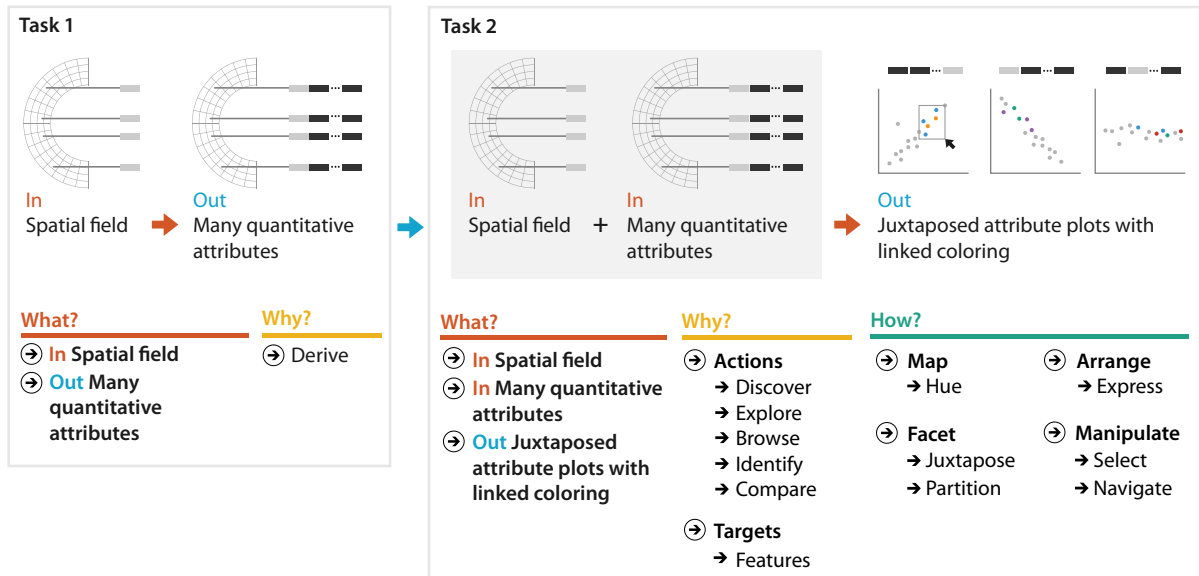 Task 1
In
Spatial field
Out
Many quantitative
attributes
What?
In Spatial field
Out Many
quantitative
attributes
Why?
Derive
Task 2
In
Spatial field
+
In
Many quantitative
attributes
Out
Juxtaposed attribute plots with
linked coloring
What?
In Spatial field
In Many quantitative
attributes
Out Juxtaposed
attribute plots with
linked coloring
Why?
Actions
Discover
Explore
Browse
Identify
Compare
Targets
Features
How?
Map
Hue
Arrange
Express
Facet
Juxtapose
Partition
Manipulate
Select
Navigate